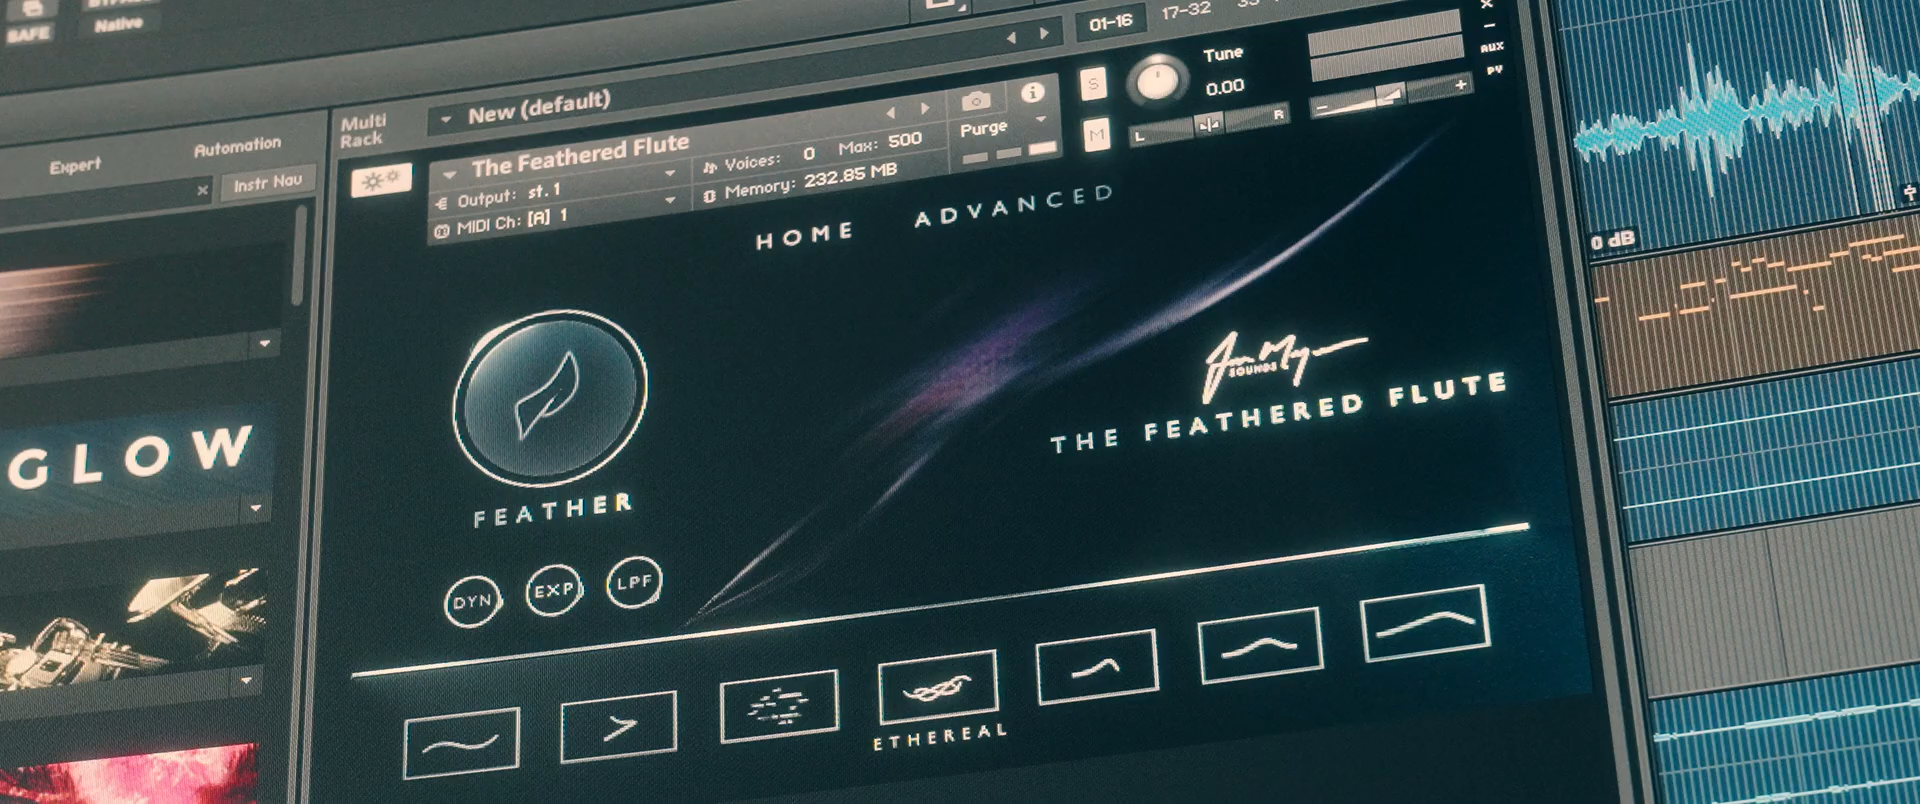 SAFE
Native
Expert
Automation
Instr Nav
GLOW
Multi
Rack
New (default)
01-16
17-32
The Feathered Flute
Output: st. 1
MIDI Ch: [A] 1
Voices: 0 Max: 500
Memory: 232.85 MB
Purge
S
M
Tune
0.00
L
R
AUX
PV
HOME
ADVANCED
FEATHER
DYN
EXP
LPF
SOUNDS
THE FEATHERED FLUTE
ETHEREAL
0 dB